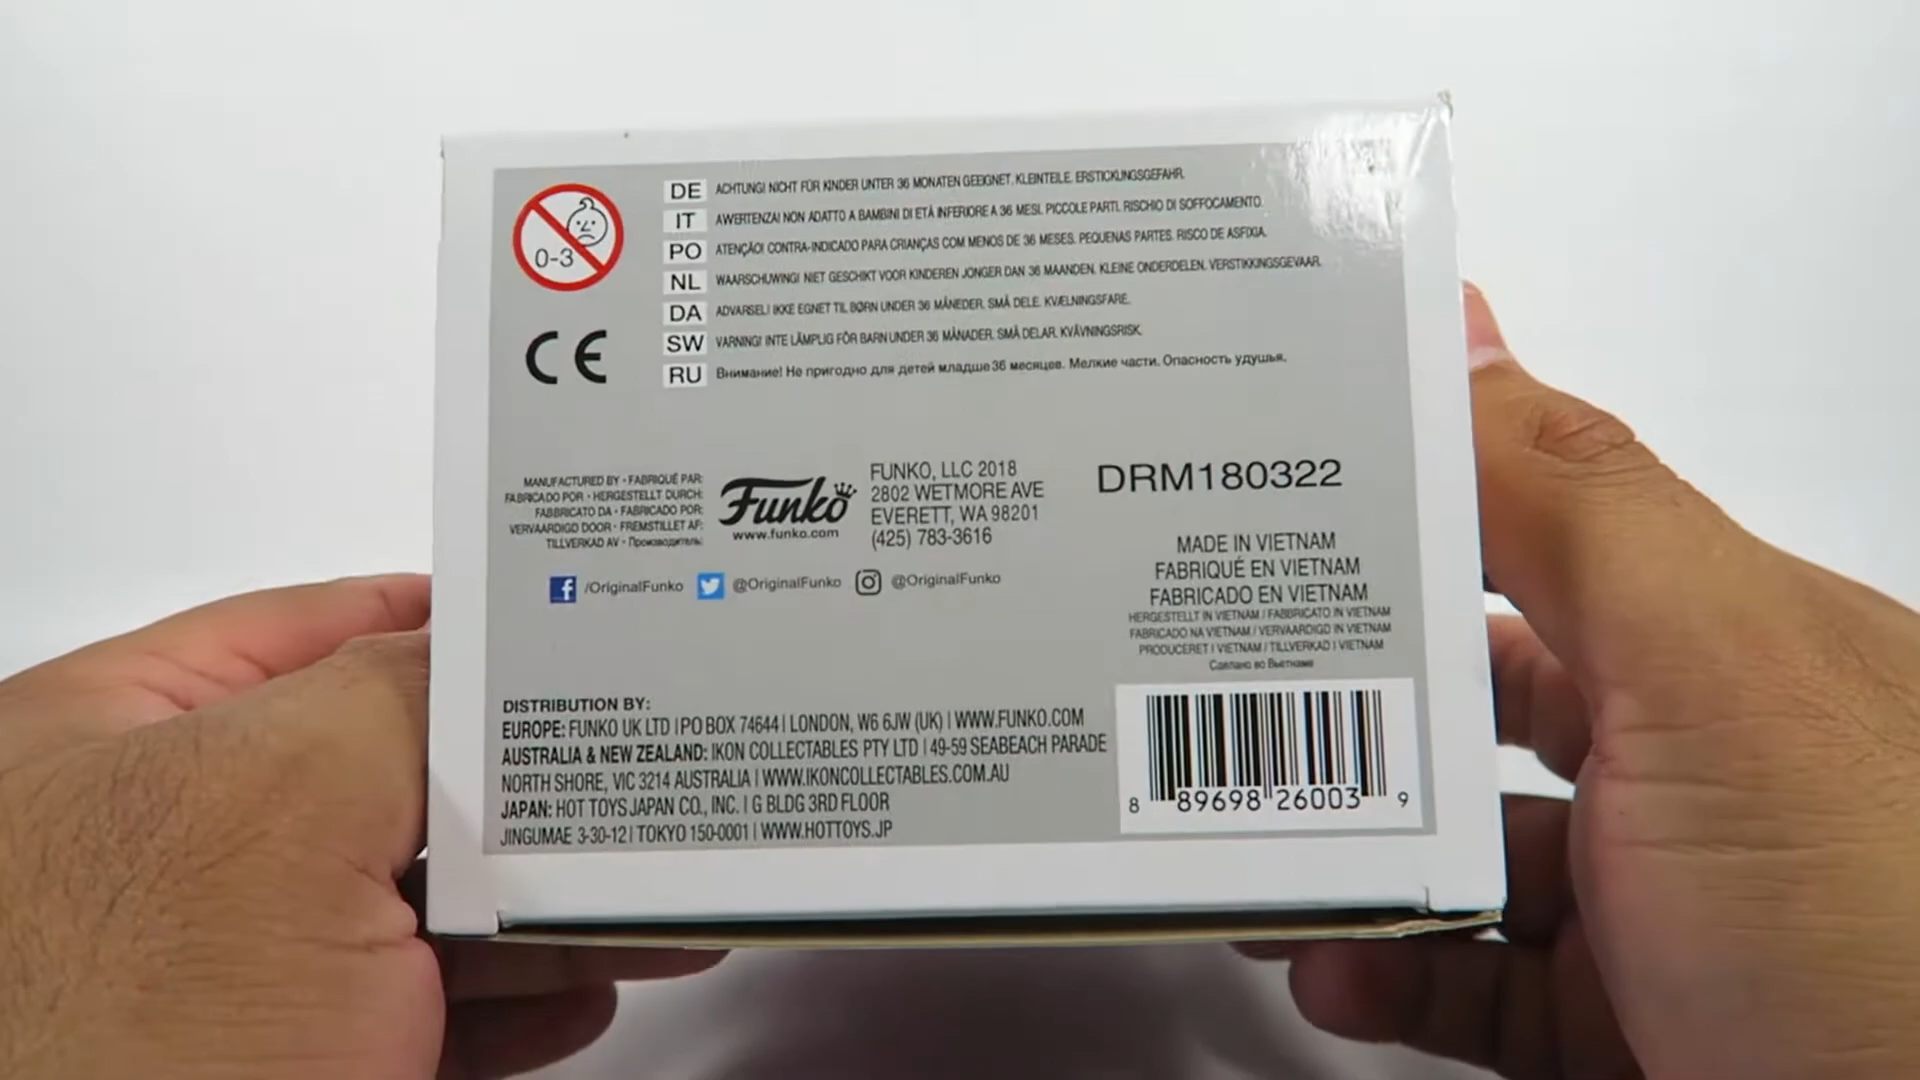 0-3
DE ACHTUNG! NICHT FÜR KINDER UNTER 36 MONATEN GEEIGNET. KLEINTEILE. ERSTICKUNGSGEFAHR.
IT AVVERTENZA! NON ADATTO A BAMBINI DI ETÀ INFERIORE A 36 MESI. PICCOLE PARTI. RISCHIO DI SOFFOCAMENTO.
PO ATENÇÃO! CONTRA-INDICADO PARA CRIANÇAS COM MENOS DE 36 MESES. PEQUENAS PARTES. RISCO DE ASFIXIA.
NL WAARSCHUWING! NIET GESCHIKT VOOR KINDEREN JONGER DAN 36 MAANDEN. KLEINE ONDERDELEN. VERSTIKKINGSGEVAAR.
DA ADVARSEL! IKKE EGNET TIL BØRN UNDER 36 MÅNEDER. SMÅ DELE. KVÆLNINGSFARE.
SW VARNING! INTE LÄMPLIG FÖR BARN UNDER 36 MÅNADER. SMÅ DELAR. KVÄVNINGSRISK.
RU Внимание! Не пригодно для детей младше 36 месяцев. Мелкие части. Опасность удушья.
CE
MANUFACTURED BY • FABRIQUÉ PAR:
FABRICADO POR • HERGESTELLT DURCH:
FABBRICATO DA • FABRICADO POR:
VERVAARDIGD DOOR • FREMSTILLET AF:
TILLVERKAD AV • Производитель:
Funko
www.funko.com
FUNKO, LLC 2018
2802 WETMORE AVE
EVERETT, WA 98201
(425) 783-3616
DRM180322
/OriginalFunko @OriginalFunko @OriginalFunko
MADE IN VIETNAM
FABRIQUÉ EN VIETNAM
FABRICADO EN VIETNAM
HERGESTELLT IN VIETNAM / FABBRICATO IN VIETNAM
FABRICADO NA VIETNAM / VERVAARDIGD IN VIETNAM
PRODUCERET I VIETNAM / TILLVERKAD I VIETNAM
Сделано во Вьетнаме
DISTRIBUTION BY:
EUROPE: FUNKO UK LTD | PO BOX 74644 | LONDON, W6 6JW (UK) | WWW.FUNKO.COM
AUSTRALIA & NEW ZEALAND: IKON COLLECTABLES PTY LTD | 49-59 SEABEACH PARADE
NORTH SHORE, VIC 3214 AUSTRALIA | WWW.IKONCOLLECTABLES.COM.AU
JAPAN: HOT TOYS JAPAN CO., INC. | G BLDG 3RD FLOOR
JINGUMAE 3-30-12 | TOKYO 150-0001 | WWW.HOTTOYS.JP
8 89698 26003 9